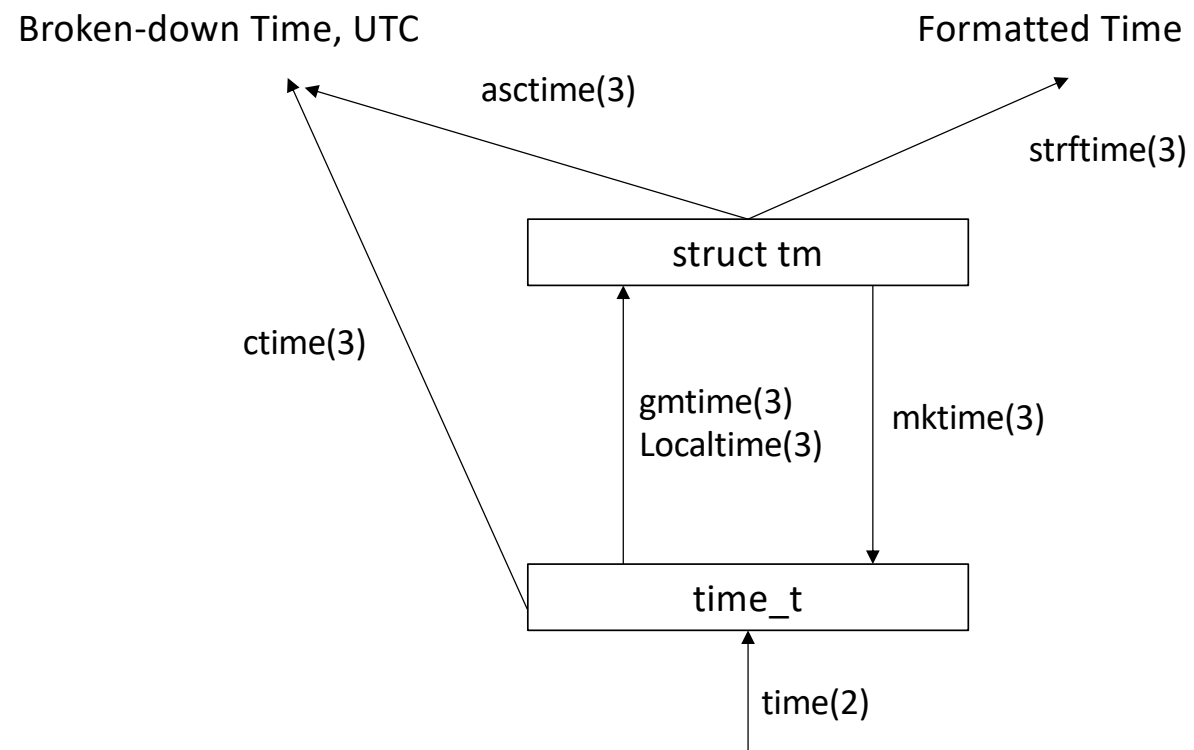 Broken-down Time, UTC
Formatted Time
asctime(3)
strftime(3)
struct tm
ctime(3)
gmtime(3)
Localtime(3)
mktime(3)
time_t
time(2)